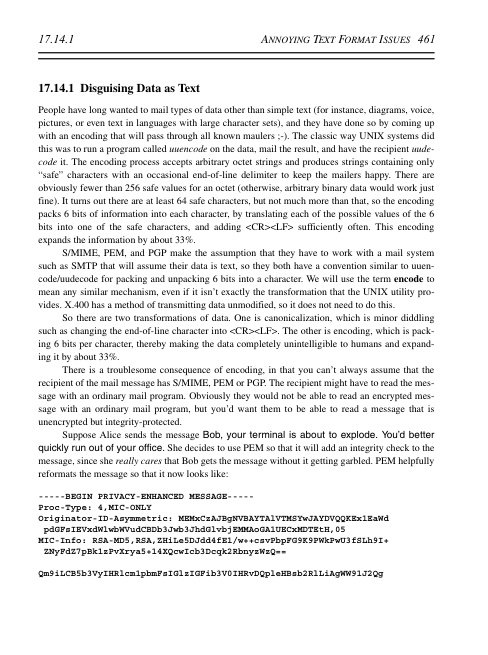 17.14.1 ANNOYING TEXT FORMAT ISSUES 461
17.14.1 Disguising Data as Text
People have long wanted to mail types of data other than simple text (for instance, diagrams, voice,
pictures, or even text in languages with large character sets), and they have done so by coming up
with an encoding that will pass through all known maulers ;-). The classic way UNIX systems did
this was to run a program called uuencode on the data, mail the result, and have the recipient uude-
code it. The encoding process accepts arbitrary octet strings and produces strings containing only
“safe” characters with an occasional end-of-line delimiter to keep the mailers happy. There are
obviously fewer than 256 safe values for an octet (otherwise, arbitrary binary data would work just
fine). It turns out there are at least 64 safe characters, but not much more than that, so the encoding
packs 6 bits of information into each character, by translating each of the possible values of the 6
bits into one of the safe characters, and adding <CR><LF> sufficiently often. This encoding
expands the information by about 33%.
S/MIME, PEM, and PGP make the assumption that they have to work with a mail system
such as SMTP that will assume their data is text, so they both have a convention similar to uuen-
code/uudecode for packing and unpacking 6 bits into a character. We will use the term encode to
mean any similar mechanism, even if it isn’t exactly the transformation that the UNIX utility pro-
vides. X.400 has a method of transmitting data unmodified, so it does not need to do this.
So there are two transformations of data. One is canonicalization, which is minor diddling
such as changing the end-of-line character into <CR><LF>. The other is encoding, which is pack-
ing 6 bits per character, thereby making the data completely unintelligible to humans and expand-
ing it by about 33%.
There is a troublesome consequence of encoding, in that you can’t always assume that the
recipient of the mail message has S/MIME, PEM or PGP. The recipient might have to read the mes-
sage with an ordinary mail program. Obviously they would not be able to read an encrypted mes-
sage with an ordinary mail program, but you’d want them to be able to read a message that is
unencrypted but integrity-protected.
Suppose Alice sends the message Bob, your terminal is about to explode. You’d better
quickly run out of your office. She decides to use PEM so that it will add an integrity check to the
message, since she really cares that Bob gets the message without it getting garbled. PEM helpfully
reformats the message so that it now looks like:
-----BEGIN PRIVACY-ENHANCED MESSAGE-----
Proc-Type: 4,MIC-ONLY
Originator-ID-Asymmetric: MEMxCzAJBgNVBAYTAlVTMSYwJAYDVQQKEx1EaWd
pdGFsIEVxdWlwbWVudCBDb3Jwb3JhdGlvbjEMMAoGA1UECxMDTEtH,05
MIC-Info: RSA-MD5,RSA,ZHiLe5DJdd4fE1/w++csvPbpFG9K9PWkPwU3fSLh9I+
ZNyFdZ7pBk1zPvXrya5+14XQcwIcb3Dcqk2RbnyzWzQ==
Qm9iLCB5b3VyIHRlcm1pbmFsIGlzIGFib3V0IHRvDQpleHBsb2RlLiAgWW91J2Qg